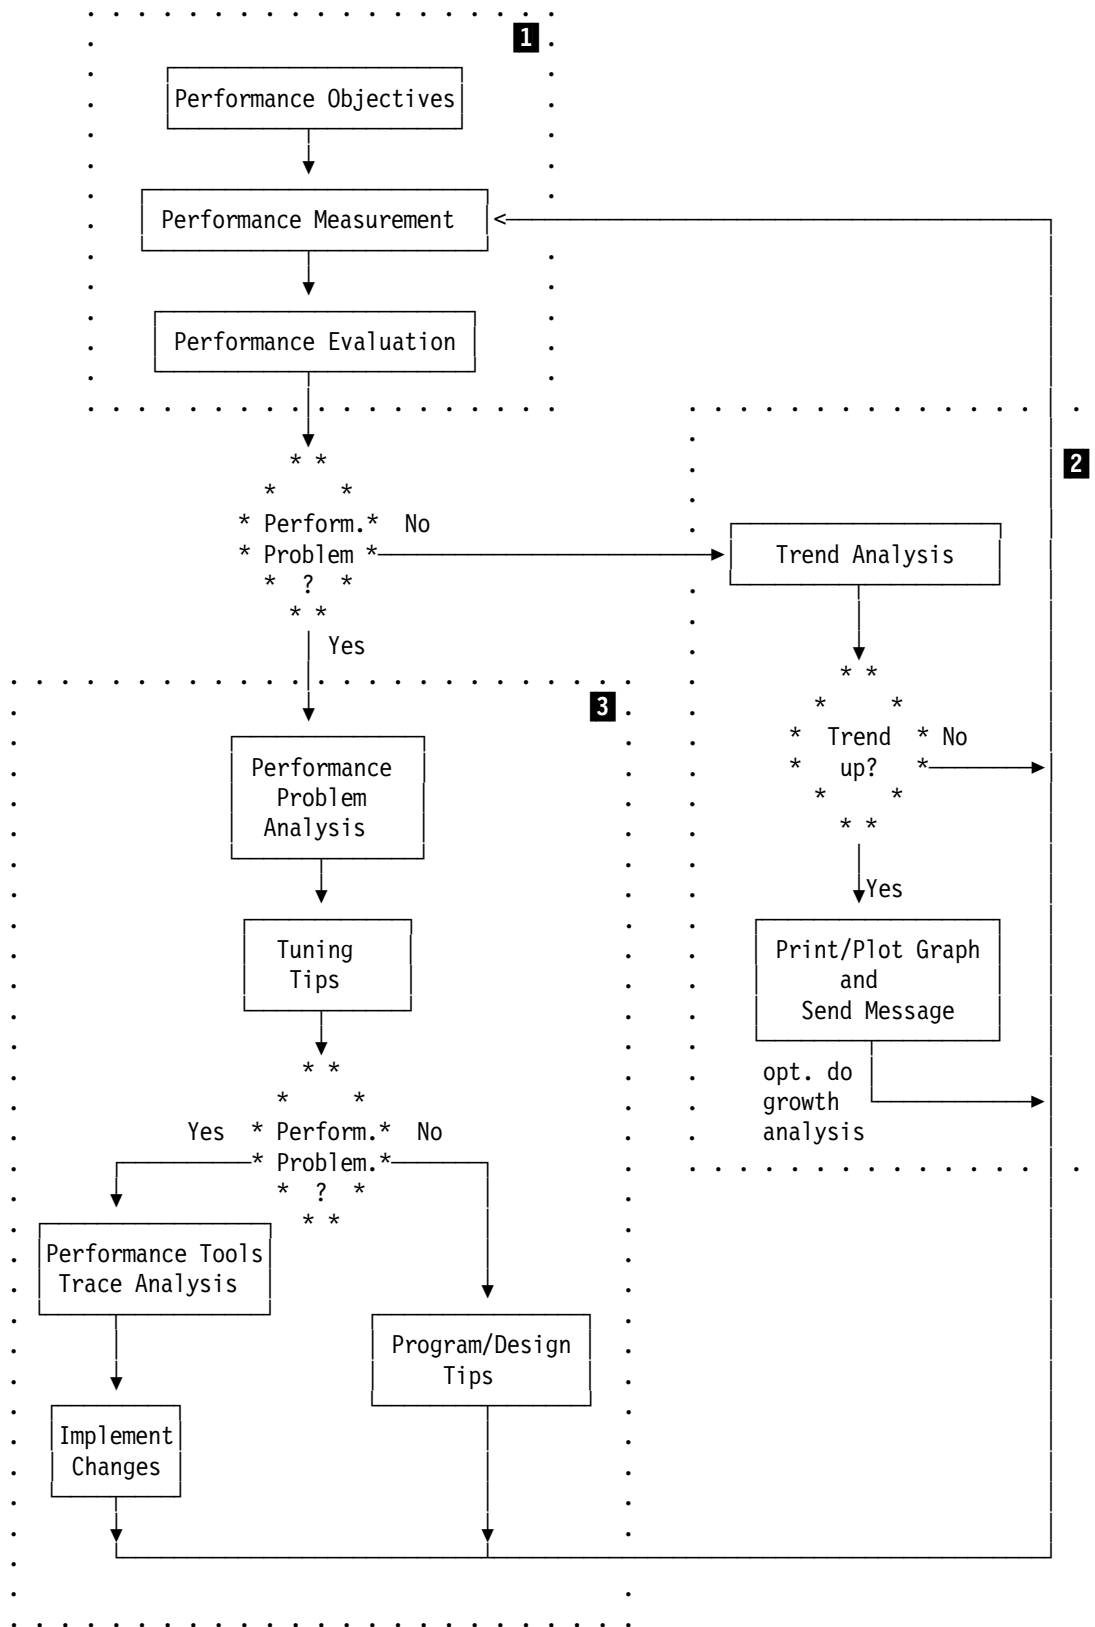 1
Performance Objectives
Performance Measurement
Performance Evaluation
2
Perform. No
Problem
?
Yes
Trend Analysis
3
Trend No
up?
Yes
Performance
Problem
Analysis
Tuning
Tips
Print/Plot Graph
and
Send Message
opt. do
growth
analysis
Yes Perform. No
Problem.
?
Performance Tools
Trace Analysis
Program/Design
Tips
Implement
Changes